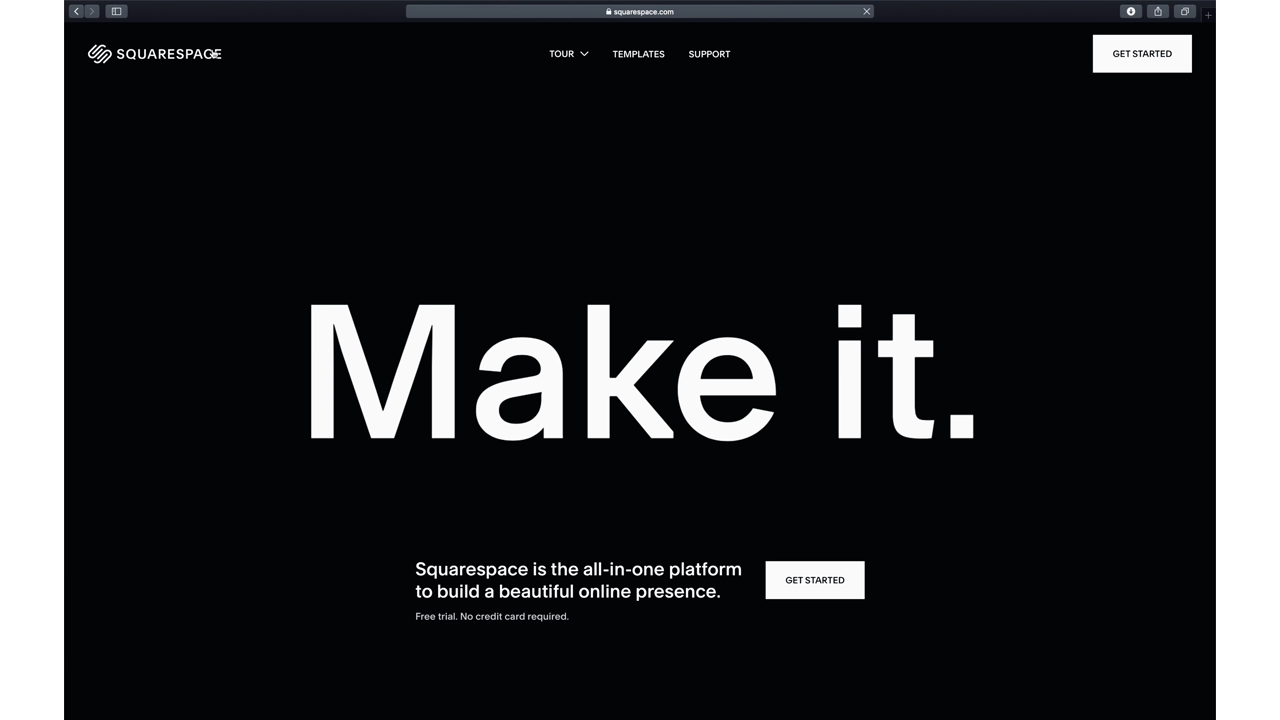 squarespace.com
SQUARESPACE
TOUR TEMPLATES SUPPORT
GET STARTED
Make it.
Squarespace is the all-in-one platform
to build a beautiful online presence.
GET STARTED
Free trial. No credit card required.